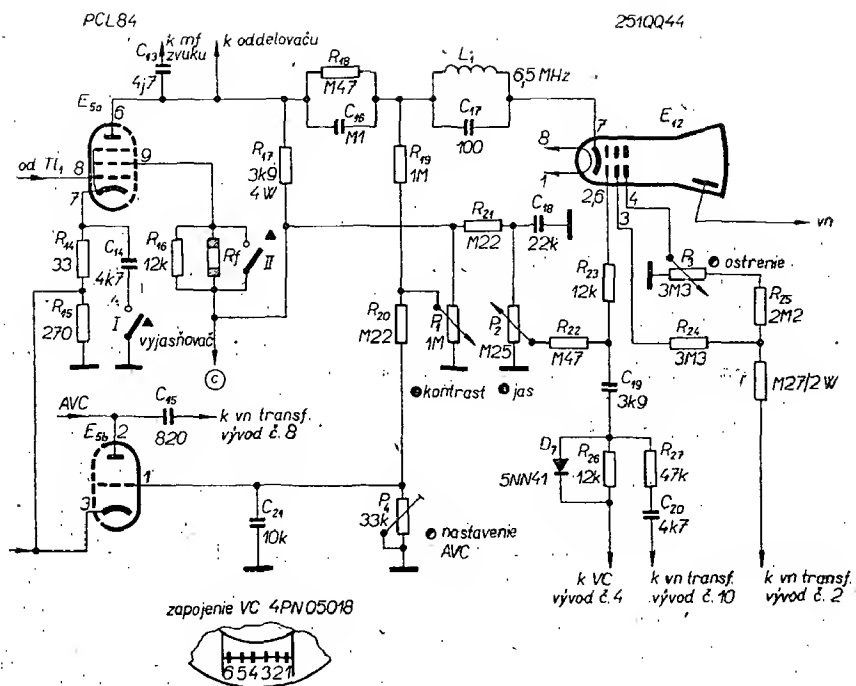 PCL84
251QQ44
C13
4j7
k mf zvuku
k oddelovaču
R18
M47
C16
M1
L1
6,5 MHz
C17
100
E5a
6
9
8
7
od Tl1
R17
3k9
4W
R19
1M
E12
7
8
1
2,6
3
4
vn
R14
33
C14
4k7
R16
12k
Rf
II
R21
M22
C18
22k
R23
12k
P3
3M3
ostrenie
R25
2M2
R15
270
I
vyjasňovač
C
R20
M22
P1
1M
kontrast
P2
M25
jas
R22
M47
R24
3M3
r
M27/2W
C19
3k9
AVC
C15
820
k vn transf.
vývod č. 8
E5b
2
1
3
D7
5NN41
R26
12k
R27
47k
C20
4k7
C21
10k
P4
33k
nastavenie
AVC
k VC
vývod č. 4
k vn transf.
vývod č. 10
k vn transf.
vývod č. 2
zapojenie VC 4PN05018
654321